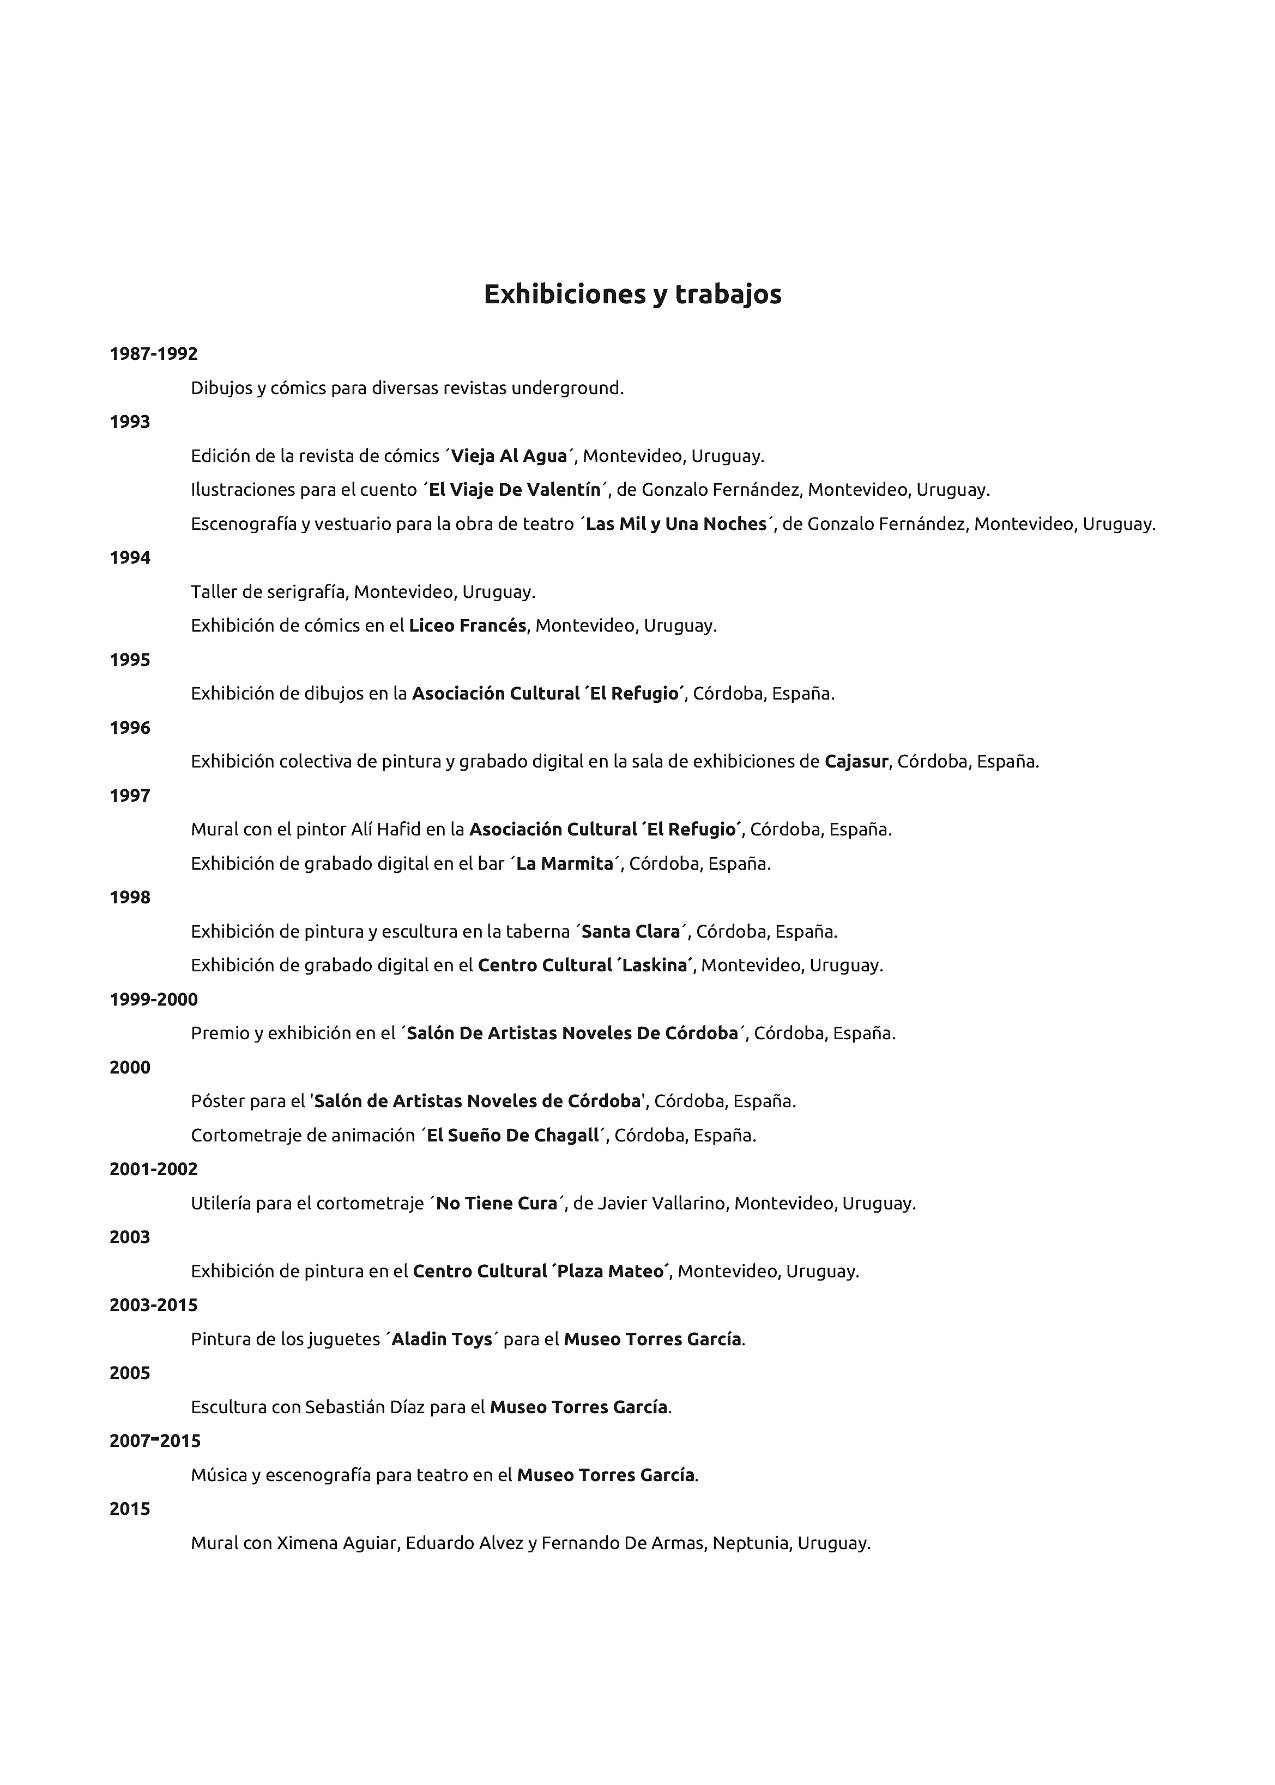 Exhibiciones y trabajos
1987-1992
Dibujos y cómics para diversas revistas underground.
1993
Edición de la revista de cómics ´Vieja Al Agua´, Montevideo, Uruguay.
Ilustraciones para el cuento ´El Viaje De Valentín´, de Gonzalo Fernández, Montevideo, Uruguay.
Escenografía y vestuario para la obra de teatro ´Las Mil y Una Noches´, de Gonzalo Fernández, Montevideo, Uruguay.
1994
Taller de serigrafía, Montevideo, Uruguay.
Exhibición de cómics en el Liceo Francés, Montevideo, Uruguay.
1995
Exhibición de dibujos en la Asociación Cultural ´El Refugio´, Córdoba, España.
1996
Exhibición colectiva de pintura y grabado digital en la sala de exhibiciones de Cajasur, Córdoba, España.
1997
Mural con el pintor Alí Hafid en la Asociación Cultural ´El Refugio´, Córdoba, España.
Exhibición de grabado digital en el bar ´La Marmita´, Córdoba, España.
1998
Exhibición de pintura y escultura en la taberna ´Santa Clara´, Córdoba, España.
Exhibición de grabado digital en el Centro Cultural ´Laskina´, Montevideo, Uruguay.
1999-2000
Premio y exhibición en el ´Salón De Artistas Noveles De Córdoba´, Córdoba, España.
2000
Póster para el 'Salón de Artistas Noveles de Córdoba', Córdoba, España.
Cortometraje de animación ´El Sueño De Chagall´, Córdoba, España.
2001-2002
Utilería para el cortometraje ´No Tiene Cura´, de Javier Vallarino, Montevideo, Uruguay.
2003
Exhibición de pintura en el Centro Cultural ´Plaza Mateo´, Montevideo, Uruguay.
2003-2015
Pintura de los juguetes ´Aladin Toys´ para el Museo Torres García.
2005
Escultura con Sebastián Díaz para el Museo Torres García.
2007-2015
Música y escenografía para teatro en el Museo Torres García.
2015
Mural con Ximena Aguiar, Eduardo Alvez y Fernando De Armas, Neptunia, Uruguay.